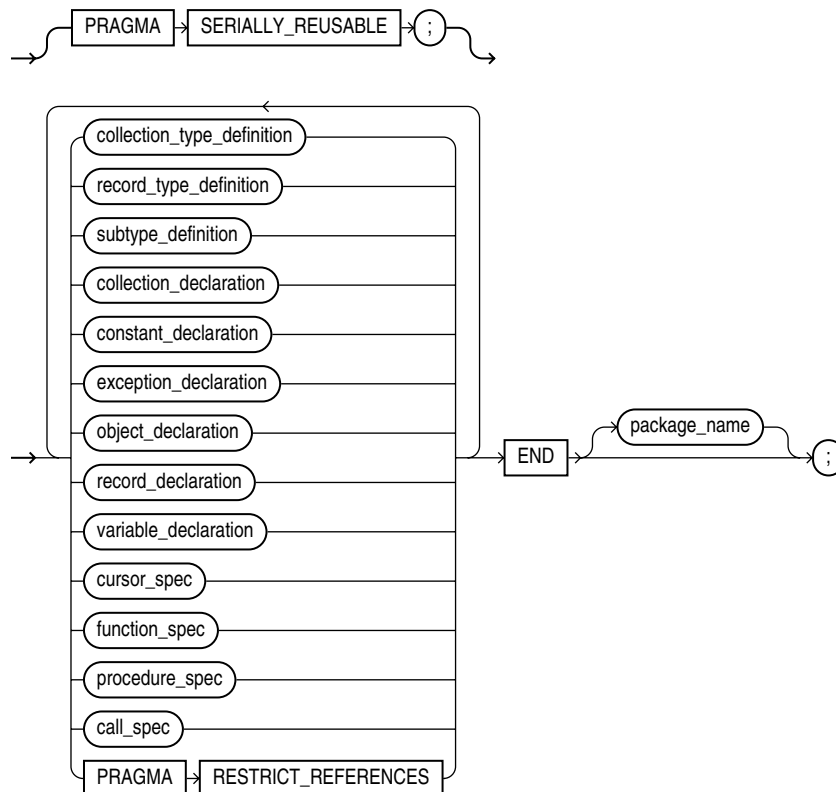 PRAGMA SERIALLY_REUSABLE ;
collection_type_definition
record_type_definition
subtype_definition
collection_declaration
constant_declaration
exception_declaration
object_declaration
record_declaration
variable_declaration
cursor_spec
function_spec
procedure_spec
call_spec
PRAGMA RESTRICT_REFERENCES
END package_name ;